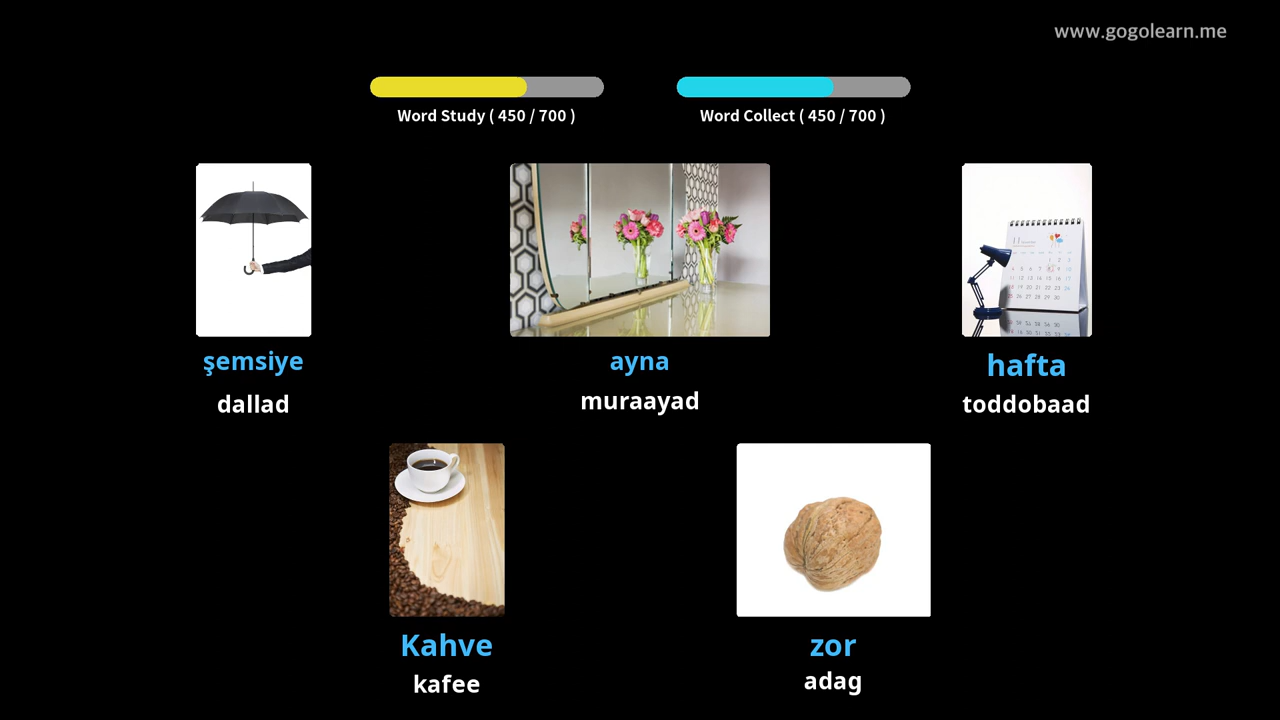 www.gogolearn.me
Word Study ( 450 / 700 )
Word Collect ( 450 / 700 )
şemsiye
dallad
ayna
muraayad
hafta
toddobaad
Kahve
kafee
zor
adag